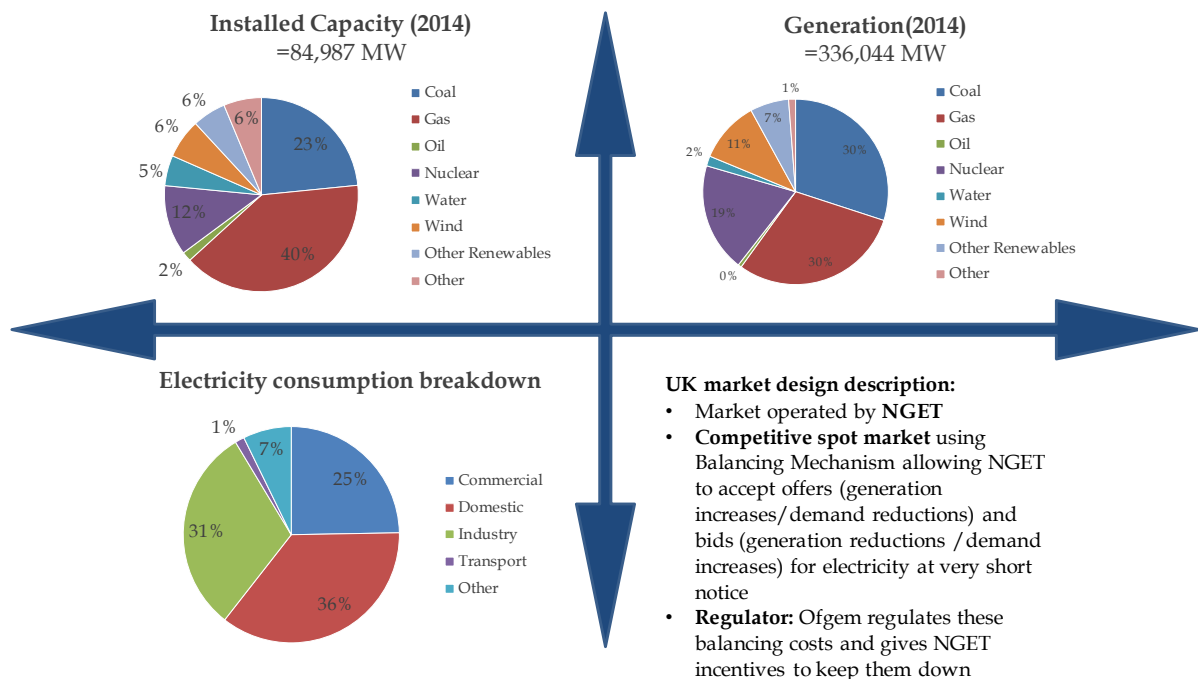 Installed Capacity (2014)
=84,987 MW
6%
6%
6%
5%
12%
2%
40%
23%
Coal
Gas
Oil
Nuclear
Water
Wind
Other Renewables
Other
Generation(2014)
=336,044 MW
1%
7%
11%
2%
19%
0%
30%
30%
Coal
Gas
Oil
Nuclear
Water
Wind
Other Renewables
Other
Electricity consumption breakdown
1%
7%
25%
31%
36%
Commercial
Domestic
Industry
Transport
Other
UK market design description:
• Market operated by NGET
• Competitive spot market using
Balancing Mechanism allowing NGET
to accept offers (generation
increases/demand reductions) and
bids (generation reductions /demand
increases) for electricity at very short
notice
• Regulator: Ofgem regulates these
balancing costs and gives NGET
incentives to keep them down